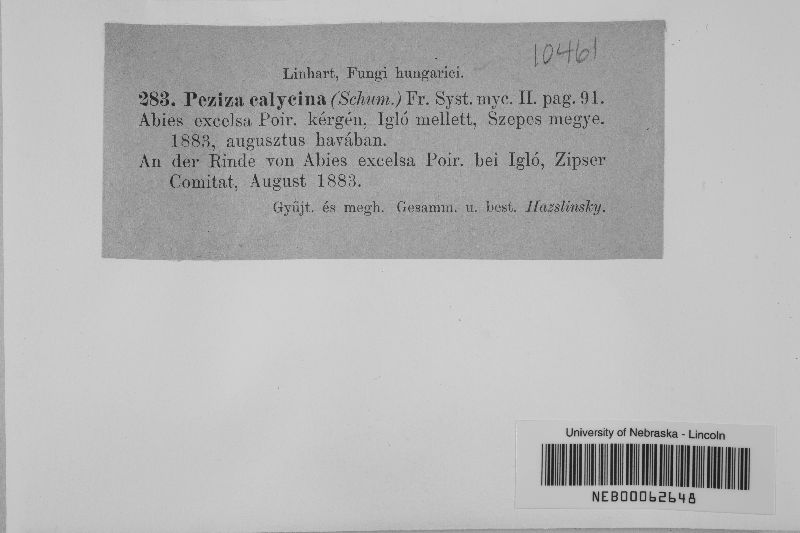 10461
Linhart, Fungi hungarici.
283. Peziza calycina (Schum.) Fr. Syst. myc. II. pag. 91.
Abies excelsa Poir. kérgén, Igló mellett, Szepes megye.
1883, augusztus havában.
An der Rinde von Abies excelsa Poir. bei Igló, Zipser
Comitat, August 1883.
Gyűjt. és megh. Gesamm. u. best. Hazslinsky.
University of Nebraska - Lincoln
NEB00062648